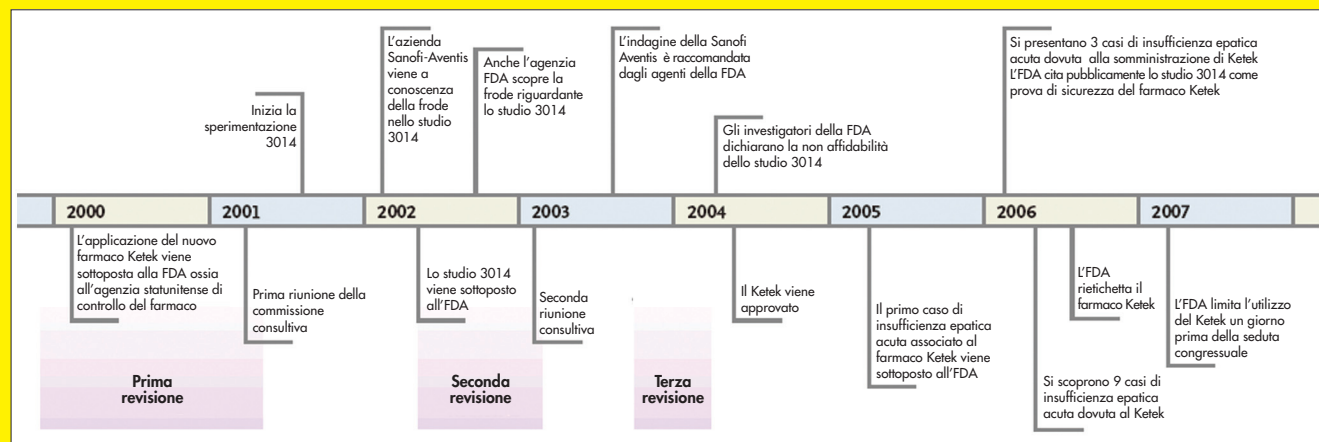 L'azienda
Sanofi-Aventis
viene a
conoscenza
della frode
nello studio
3014
Anche l'agenzia
FDA scopre la
frode riguardante
lo studio 3014
L'indagine della Sanofi
Aventis è raccomandata
dagli agenti della FDA
Si presentano 3 casi di insufficienza epatica
acuta dovuta alla somministrazione di Ketek
L'FDA cita pubblicamente lo studio 3014 come
prova di sicurezza del farmaco Ketek
Inizia la
sperimentazione
3014
Gli investigatori della FDA
dichiarano la non affidabilità
dello studio 3014
2000 2001 2002 2003 2004 2005 2006 2007
L'applicazione del nuovo
farmaco Ketek viene
sottoposta alla FDA ossia
all'agenzia statunitense di
controllo del farmaco
Prima riunione della
commissione
consultiva
Lo studio 3014
viene sottoposto
all'FDA
Seconda
riunione
consultiva
Il Ketek viene
approvato
Il primo caso di
insufficienza epatica
acuta associato al
farmaco Ketek viene
sottoposto all'FDA
Si scoprono 9 casi di
insufficienza epatica
acuta dovuta al Ketek
L'FDA
rietichetta il
farmaco Ketek
L'FDA limita l'utilizzo
del Ketek un giorno
prima della seduta
congressuale
Prima
revisione
Seconda
revisione
Terza
revisione